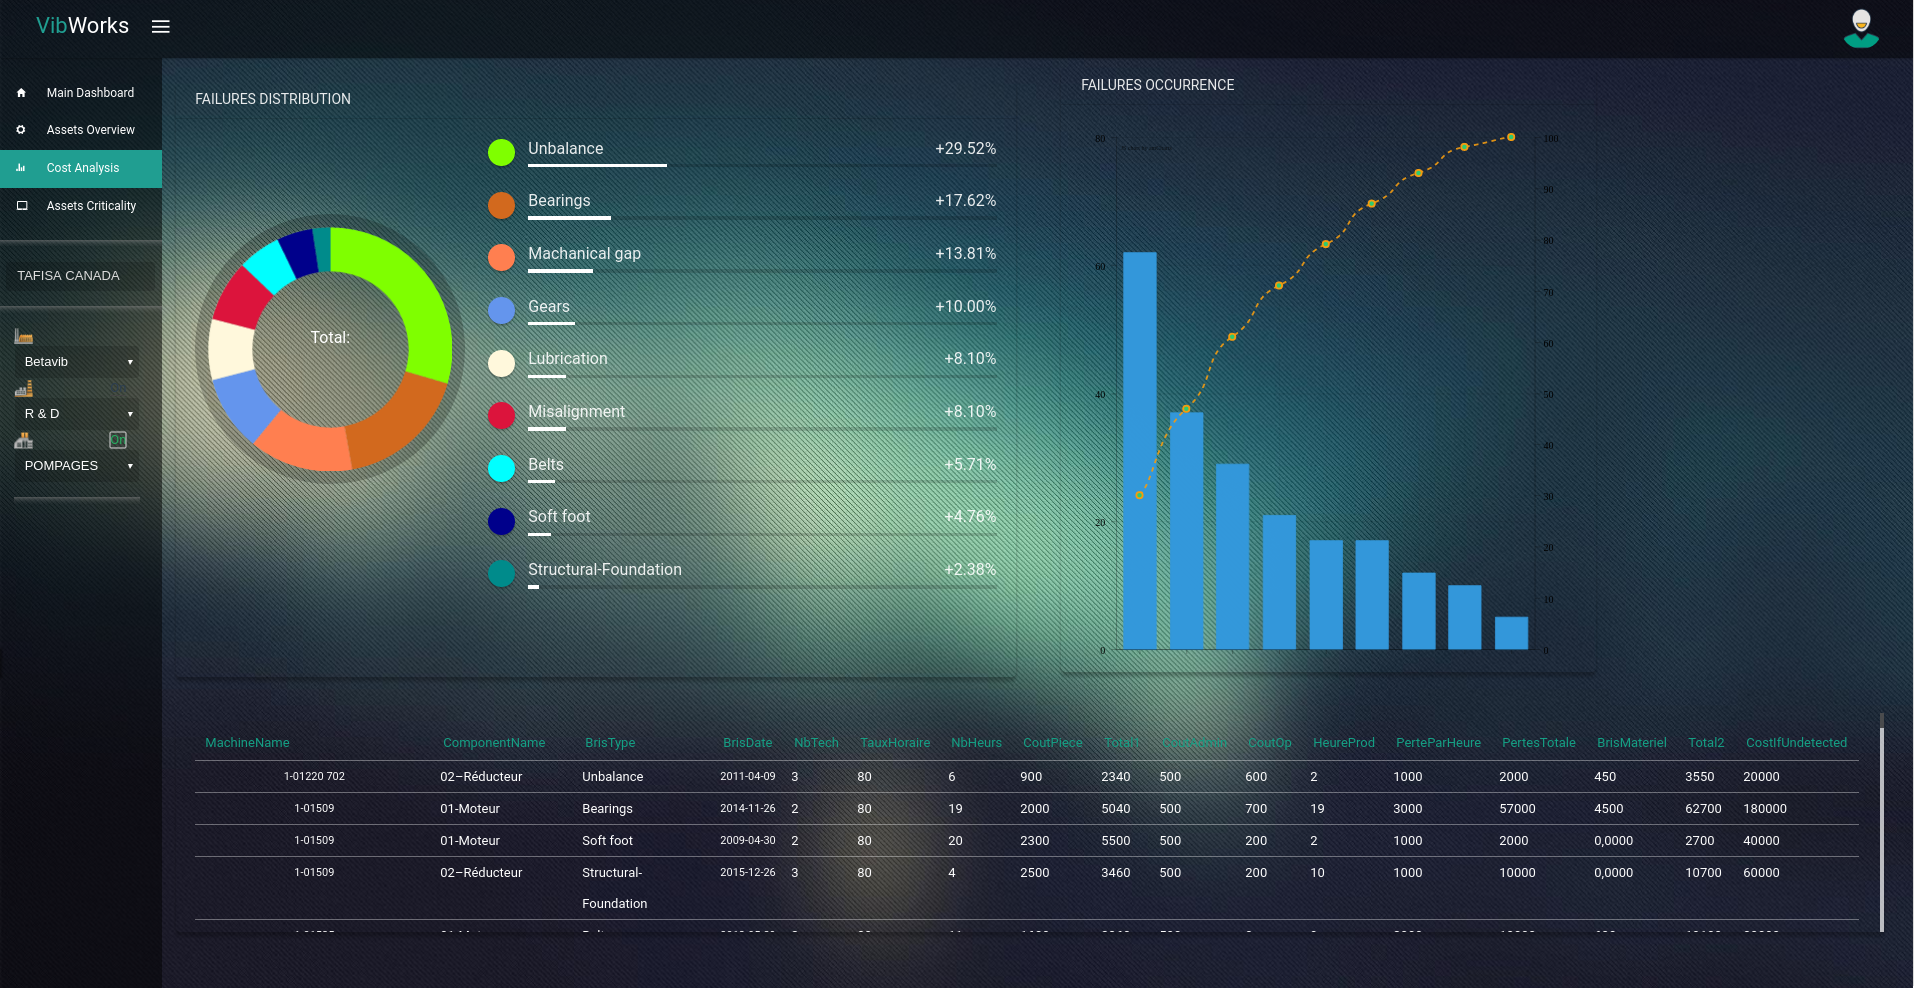 VibWorks
Main Dashboard
Assets Overview
Cost Analysis
Assets Criticality
TAFISA CANADA
Betavib
R & D
On
POMPAGES
FAILURES DISTRIBUTION
Total:
Unbalance +29.52%
Bearings +17.62%
Machanical gap +13.81%
Gears +10.00%
Lubrication +8.10%
Misalignment +8.10%
Belts +5.71%
Soft foot +4.76%
Structural-Foundation +2.38%
FAILURES OCCURRENCE
80
60
40
20
0
100
90
80
70
60
50
40
30
20
10
0
MachineName ComponentName BrisType BrisDate NbTech TauxHoraire NbHeurs CoutPiece Total1 CoutAdmin CoutOp HeureProd PerteParHeure PertesTotale BrisMateriel Total2 CostIfUndetected
1-01220 702 02–Réducteur Unbalance 2011-04-09 3 80 6 900 2340 500 600 2 1000 2000 450 3550 20000
1-01509 01-Moteur Bearings 2014-11-26 2 80 19 2000 5040 500 700 19 3000 57000 4500 62700 180000
1-01509 01-Moteur Soft foot 2009-04-30 2 80 20 2300 5500 500 200 2 1000 2000 0,0000 2700 40000
1-01509 02–Réducteur Structural- 2015-12-26 3 80 4 2500 3460 500 200 10 1000 10000 0,0000 10700 60000
Foundation